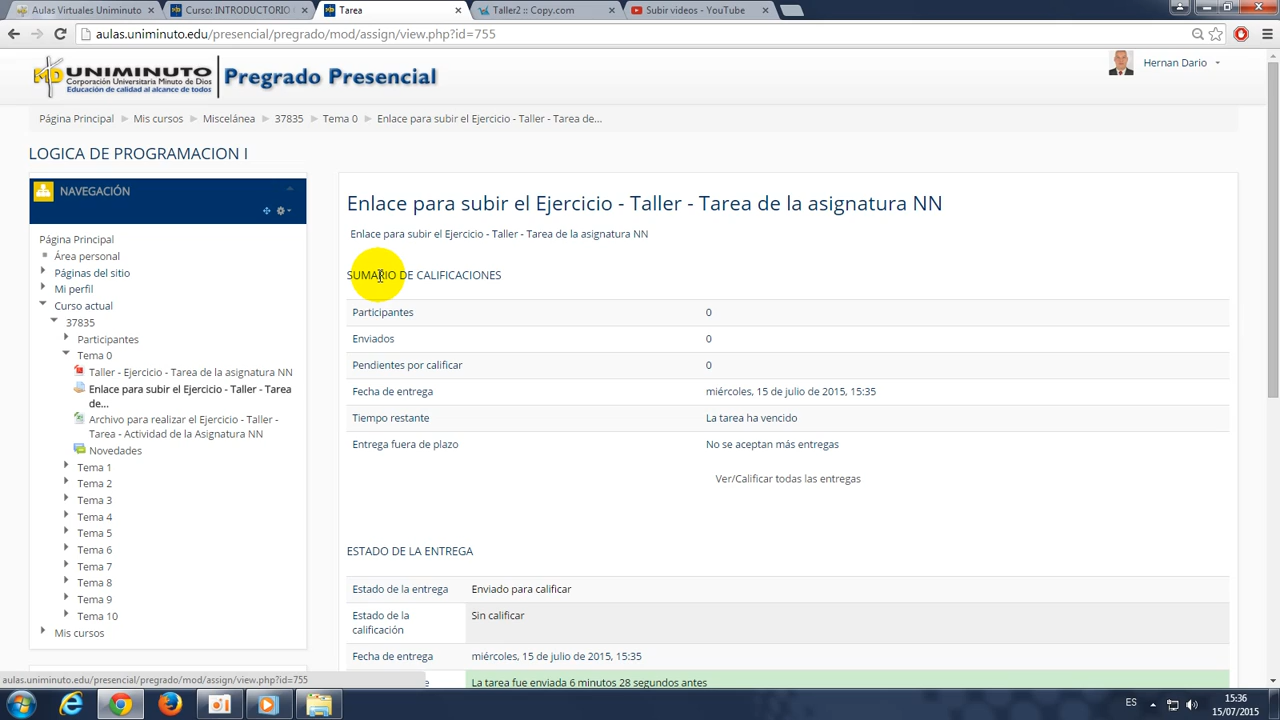 Aulas Virtuales Uniminuto
Curso: INTRODUCTORIO
Tarea
Taller2 :: Copy.com
Subir videos - YouTube
aulas.uniminuto.edu/presencial/pregrado/mod/assign/view.php?id=755
UNIMINUTO
Corporación Universitaria Minuto de Dios
Educación de calidad al alcance de todos
Pregrado Presencial
Hernan Dario
Página Principal Mis cursos Miscelánea 37835 Tema 0 Enlace para subir el Ejercicio - Taller - Tarea de...
LOGICA DE PROGRAMACION I
NAVEGACIÓN
Página Principal
Área personal
Páginas del sitio
Mi perfil
Curso actual
37835
Participantes
Tema 0
Taller - Ejercicio - Tarea de la asignatura NN
Enlace para subir el Ejercicio - Taller - Tarea
de...
Archivo para realizar el Ejercicio - Taller -
Tarea - Actividad de la Asignatura NN
Novedades
Tema 1
Tema 2
Tema 3
Tema 4
Tema 5
Tema 6
Tema 7
Tema 8
Tema 9
Tema 10
Mis cursos
Enlace para subir el Ejercicio - Taller - Tarea de la asignatura NN
Enlace para subir el Ejercicio - Taller - Tarea de la asignatura NN
SUMARIO DE CALIFICACIONES
Participantes 0
Enviados 0
Pendientes por calificar 0
Fecha de entrega miércoles, 15 de julio de 2015, 15:35
Tiempo restante La tarea ha vencido
Entrega fuera de plazo No se aceptan más entregas
Ver/Calificar todas las entregas
ESTADO DE LA ENTREGA
Estado de la entrega Enviado para calificar
Estado de la
calificación
Sin calificar
Fecha de entrega miércoles, 15 de julio de 2015, 15:35
La tarea fue enviada 6 minutos 28 segundos antes
aulas.uniminuto.edu/presencial/pregrado/mod/assign/view.php?id=755
ES
15:36
15/07/2015